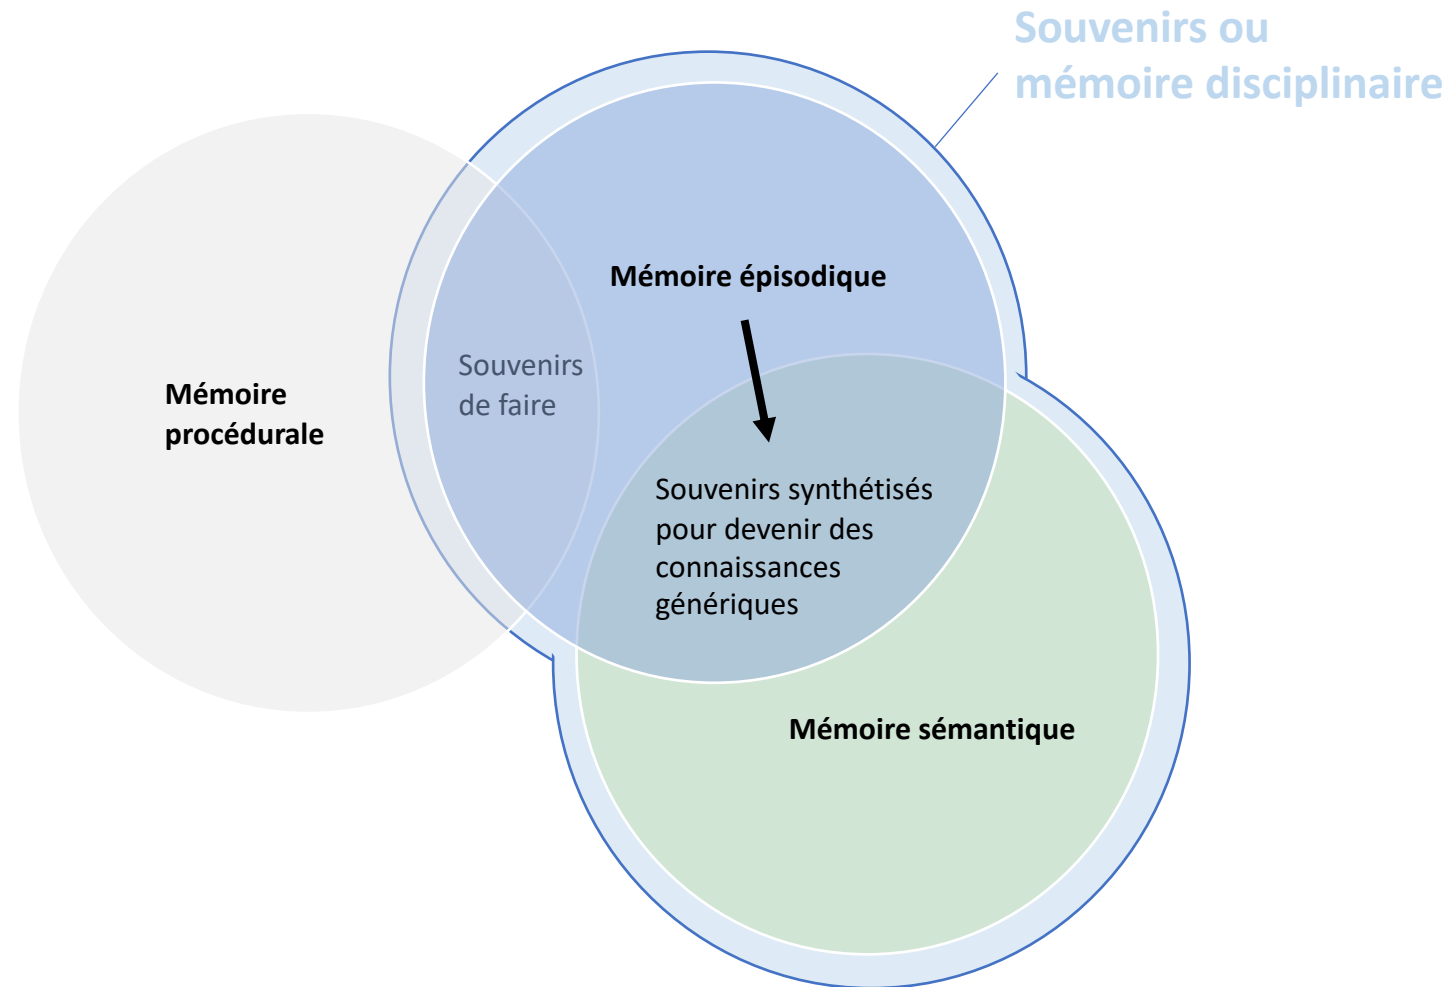 Souvenirs ou
mémoire disciplinaire
Mémoire épisodique
Souvenirs
de faire
Mémoire
procédurale
Souvenirs synthétisés
pour devenir des
connaissances
génériques
Mémoire sémantique